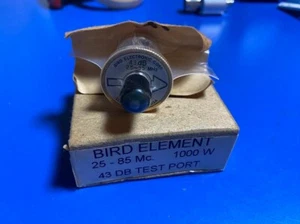 BIRD ELEMENT
25 - 85 Mc. 1000 W
43 DB TEST PORT